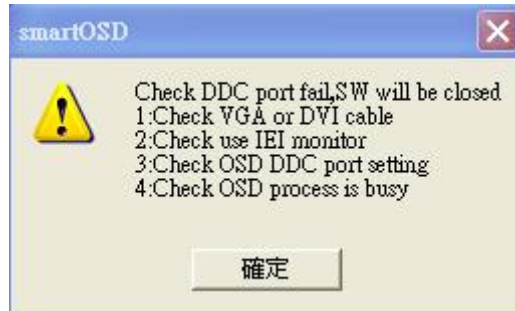 smartOSD
Check DDC port fail,SW will be closed
1:Check VGA or DVI cable
2:Check use IEI monitor
3:Check OSD DDC port setting
4:Check OSD process is busy
確定